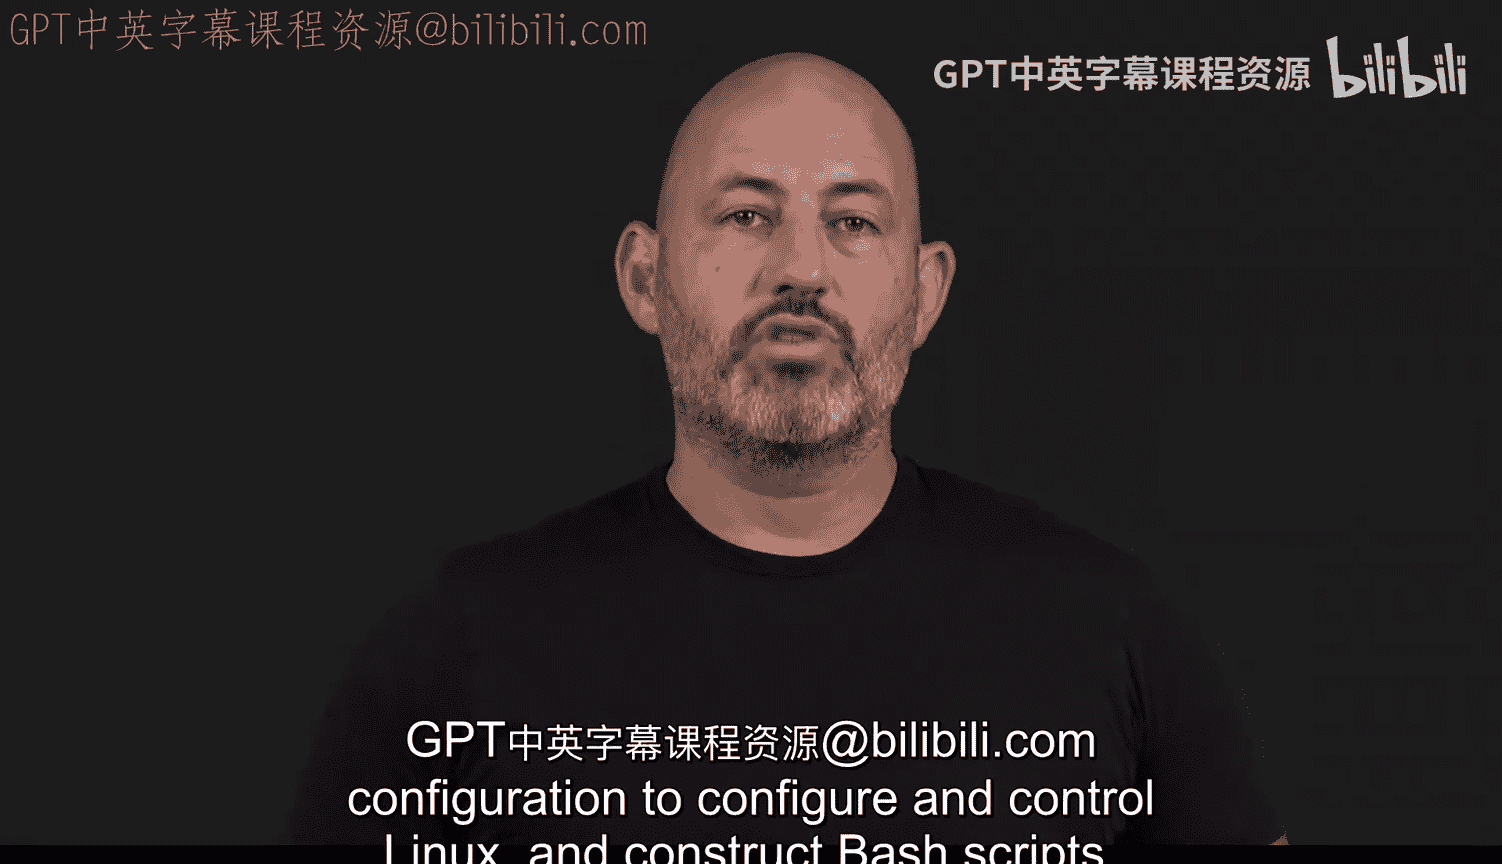 GPT中英字幕课程资源@bilibili.com
GPT中英字幕课程资源 bilibili
GPT中英字幕课程资源@bilibili.com
configuration to configure and control
Linux, and construct Bash scripts